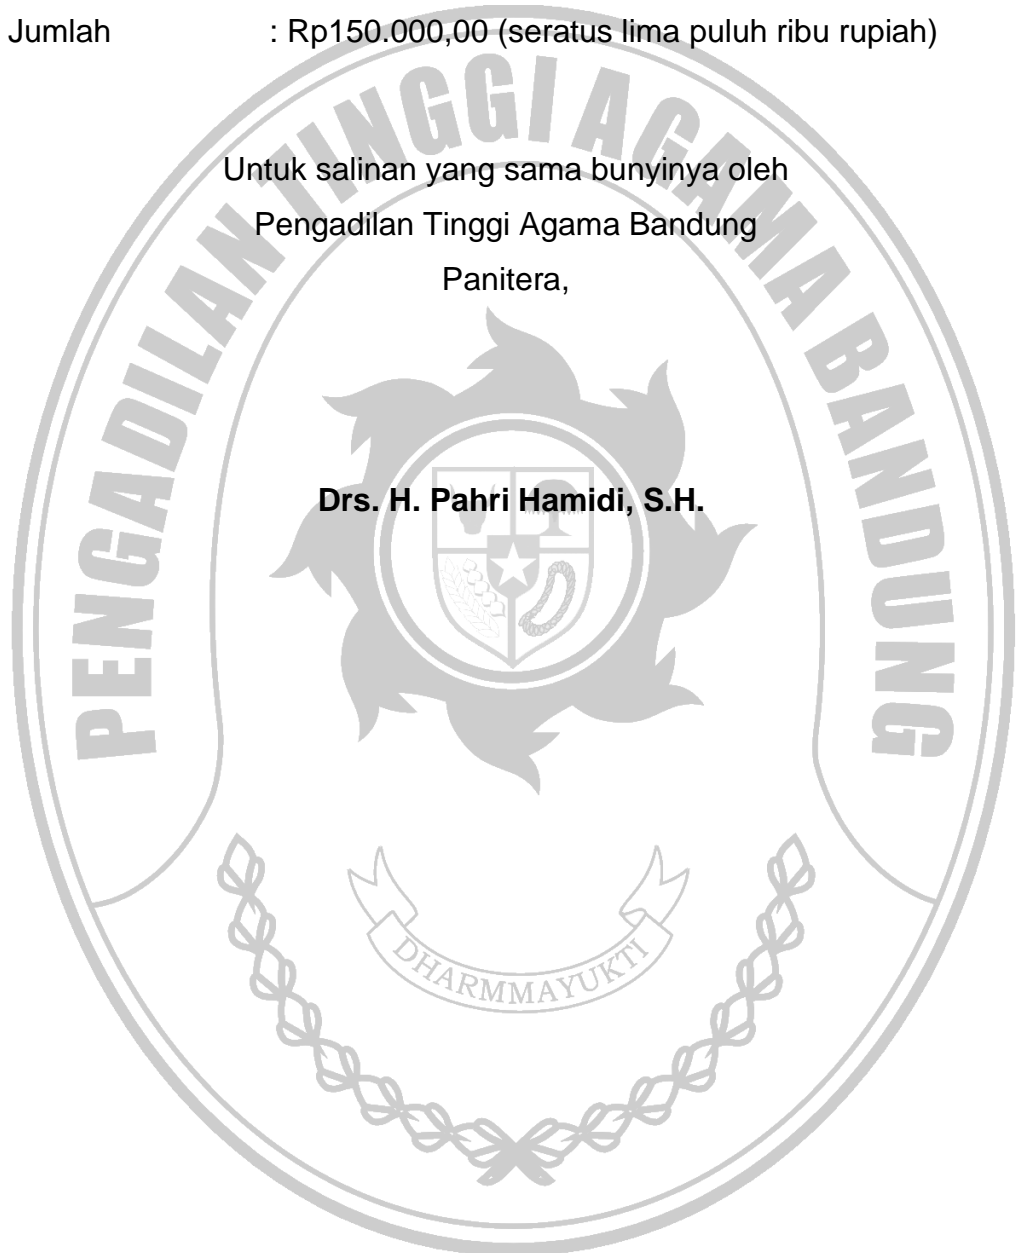 Jumlah : Rp150.000,00 (seratus lima puluh ribu rupiah)
Untuk salinan yang sama bunyinya oleh
Pengadilan Tinggi Agama Bandung
Panitera,
Drs. H. Pahri Hamidi, S.H.
PENGADILAN TINGGI AGAMA BANDUNG
DHARMMAYUKTI